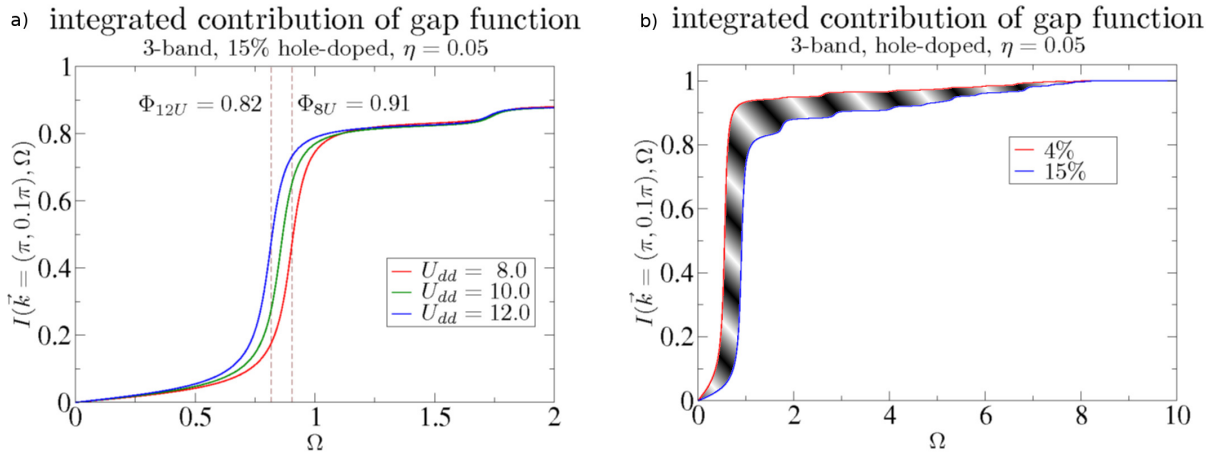 a) integrated contribution of gap function
3-band, 15% hole-doped, η = 0.05
1
0.8
0.6
0.4
0.2
0
Φ12U = 0.82
Φ8U = 0.91
Udd = 8.0
Udd = 10.0
Udd = 12.0
0 0.5 1 1.5 2
Ω
I(k⃗ = (π, 0.1π), Ω)
b) integrated contribution of gap function
3-band, hole-doped, η = 0.05
1
0.8
0.6
0.4
0.2
0
4%
15%
0 2 4 6 8 10
Ω
I(k⃗ = (π, 0.1π), Ω)